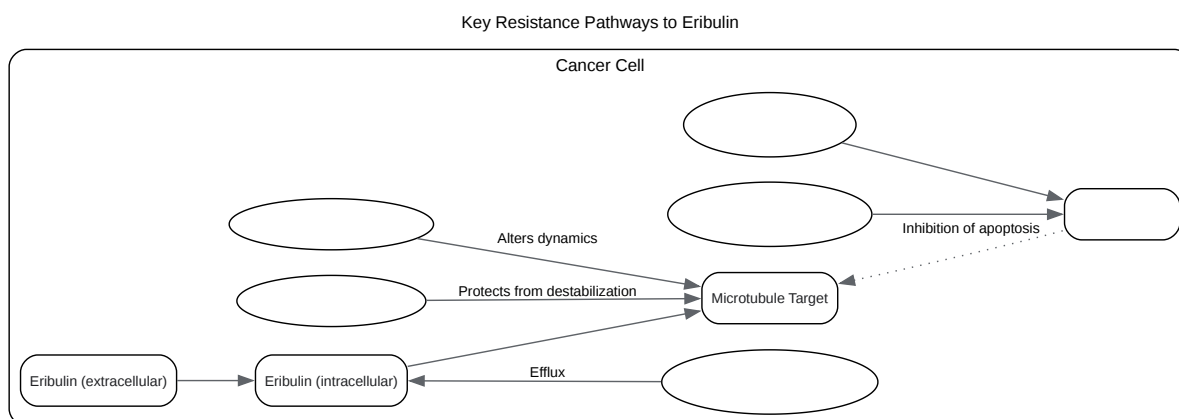 Key Resistance Pathways to Eribulin
Cancer Cell
Alters dynamics
Inhibition of apoptosis
Protects from destabilization
Microtubule Target
Eribulin (extracellular)
Eribulin (intracellular)
Efflux